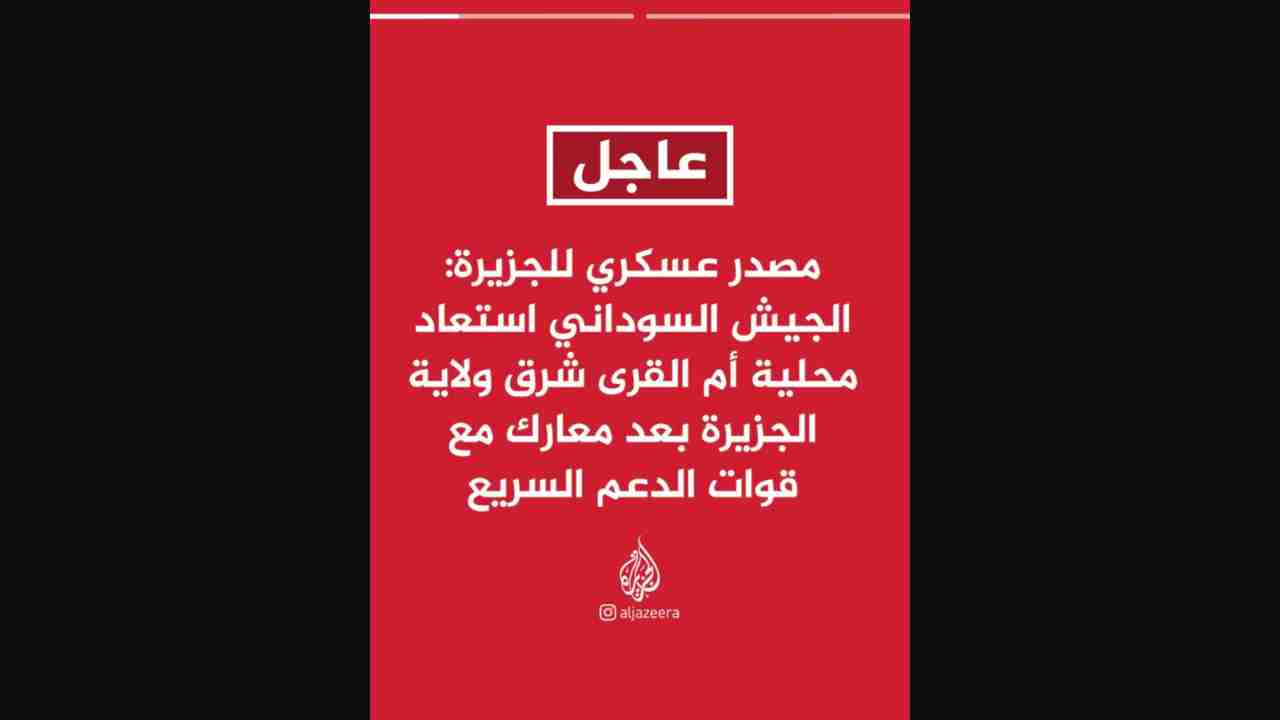 عاجل
مصدر عسكري للجزيرة:
الجيش السوداني استعاد
محلية أم القرى شرق ولاية
الجزيرة بعد معارك مع
قوات الدعم السريع
الجزيرة
aljazeera